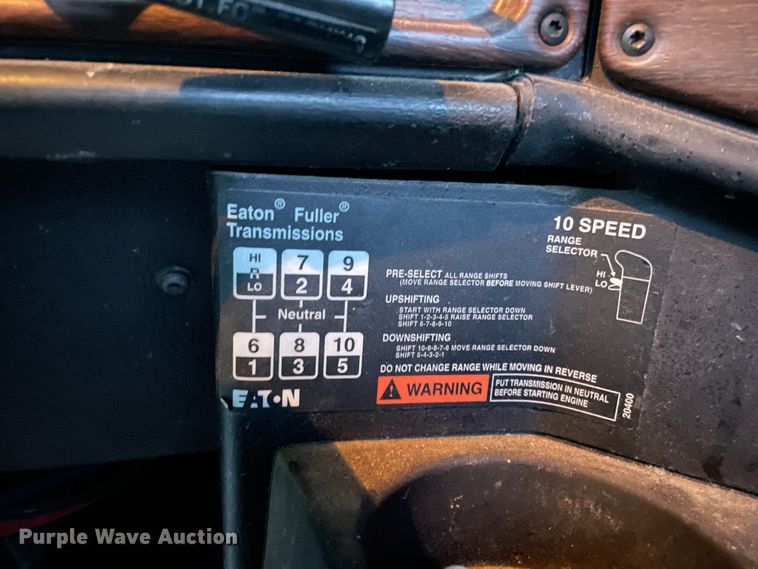 T FOR PARKING
Eaton® Fuller®
Transmissions
HI
R
LO
7
2
9
4
Neutral
6
1
8
3
10
5
EATON
10 SPEED
RANGE
SELECTOR
HI
LO
PRE-SELECT ALL RANGE SHIFTS
(MOVE RANGE SELECTOR BEFORE MOVING SHIFT LEVER)
UPSHIFTING
START WITH RANGE SELECTOR DOWN
SHIFT 1-2-3-4-5 RAISE RANGE SELECTOR
SHIFT 6-7-8-9-10
DOWNSHIFTING
SHIFT 10-9-8-7-6 MOVE RANGE SELECTOR DOWN
SHIFT 5-4-3-2-1
DO NOT CHANGE RANGE WHILE MOVING IN REVERSE
WARNING
PUT TRANSMISSION IN NEUTRAL
BEFORE STARTING ENGINE
20400
Purple Wave Auction